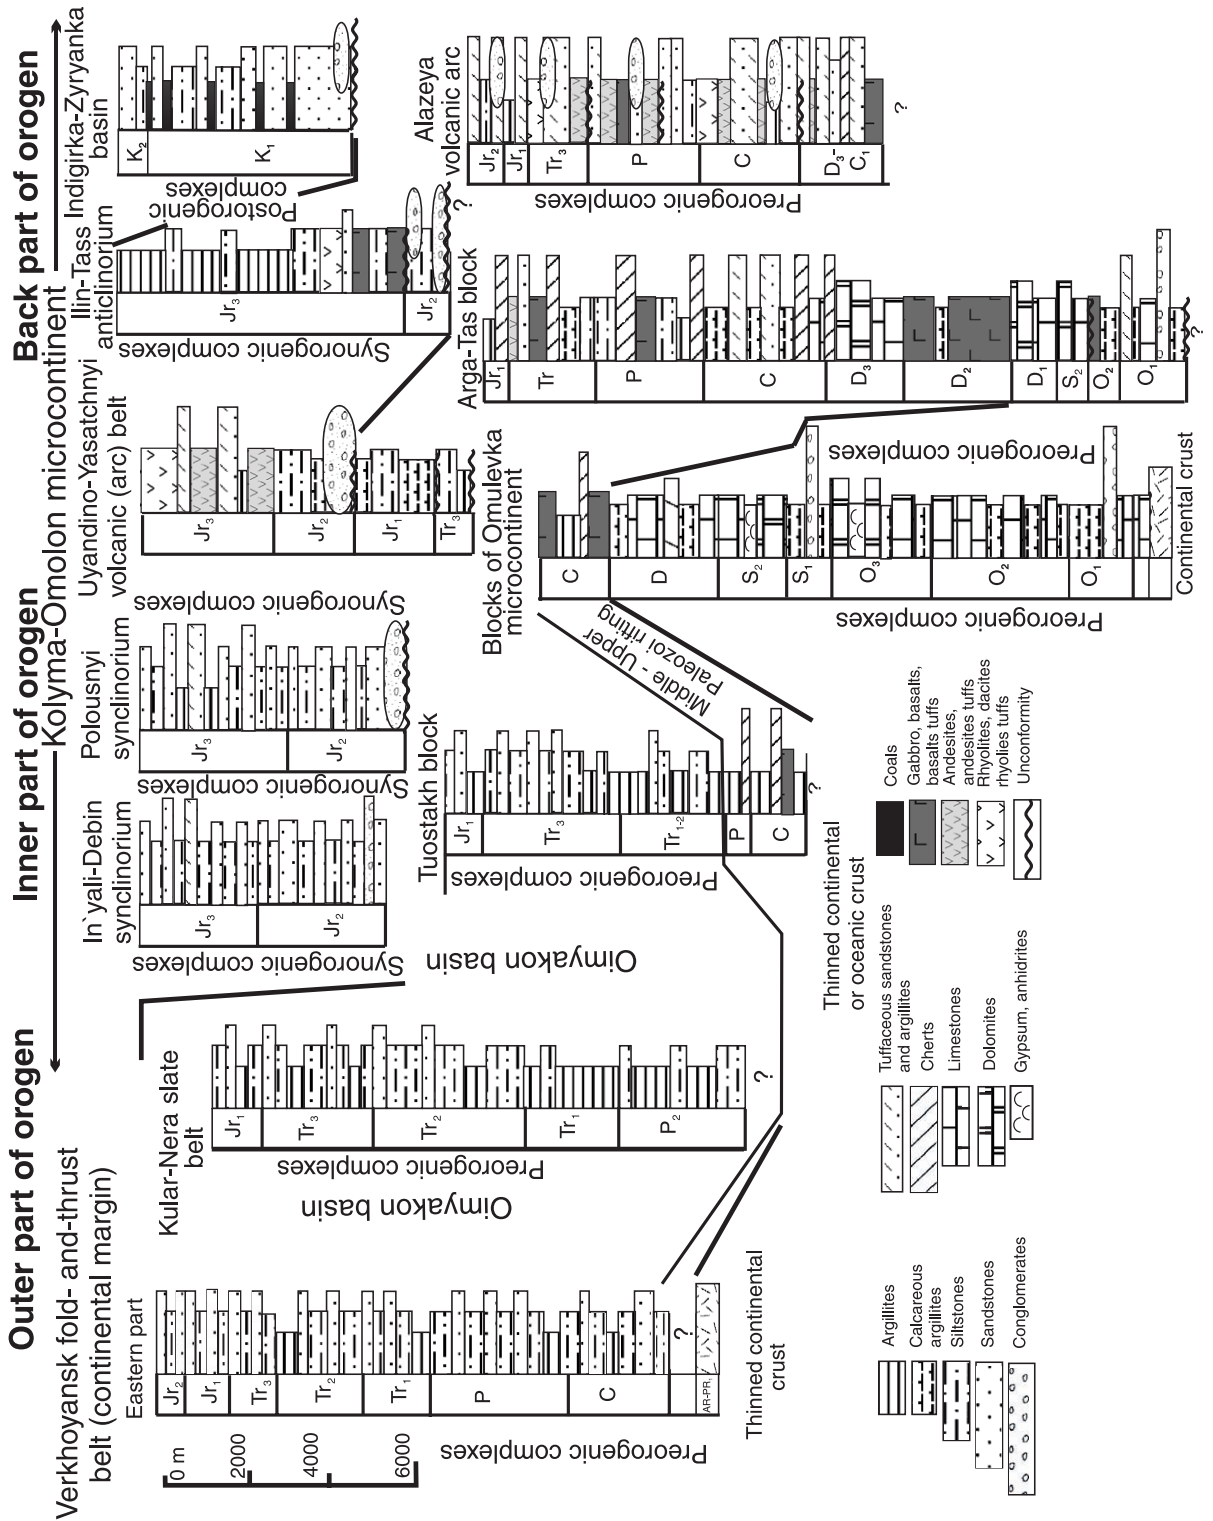 Outer part of orogen
Inner part of orogen
Back part of orogen
Kolyma-Omolon microcontinent
Verkhoyansk fold- and-thrust
belt (continental margin)
Eastern part
0 m
2000
4000
6000
Jr2
Jr1
Tr3
Tr2
Tr1
P
C
AR-PR,
?
Preorogenic complexes
Thinned continental
crust
Kular-Nera slate
belt
Jr1
Tr3
Tr2
Tr1
P2
?
Preorogenic complexes
Oimyakon basin
In`yali-Debin
synclinorium
Jr3
Jr2
Synorogenic complexes
Oimyakon basin
Polousnyi
synclinorium
Jr3
Jr2
Synorogenic complexes
Tuostakh block
Jr1
Tr3
Tr1-2
P
C
?
Preorogenic complexes
Thinned continental
or oceanic crust
Uyandino-Yasatchnyi
volcanic (arc) belt
Jr3
Jr2
Jr1
Tr3
Synorogenic complexes
Blocks of Omulevka
microcontinent
C
D
S2
S1
O3
O2
O1
Preorogenic complexes
Continental crust
Middle - Upper
Paleozoi rifting
Ilin-Tass
anticlinorium
Jr3
Jr2
?
Synorogenic complexes
Arga-Tas block
Jr1
Tr
P
C
D3
D2
D1
S2
O2
O1
?
Preorogenic complexes
Indigirka-Zyryanka
basin
K2
K1
Postorogenic
complexes
Alazeya
volcanic arc
Jr2
Jr1
Tr3
P
C
D3-
C1
?
Preorogenic complexes
Argillites
Calcareous
argillites
Siltstones
Sandstones
Conglomerates
Tuffaceous sandstones
and argillites
Cherts
Limestones
Dolomites
Gypsum, anhidrites
Coals
Gabbro, basalts,
basalts tuffs
Andesites,
andesites tuffs
Rhyolites, dacites
rhyolies tuffs
Unconformity